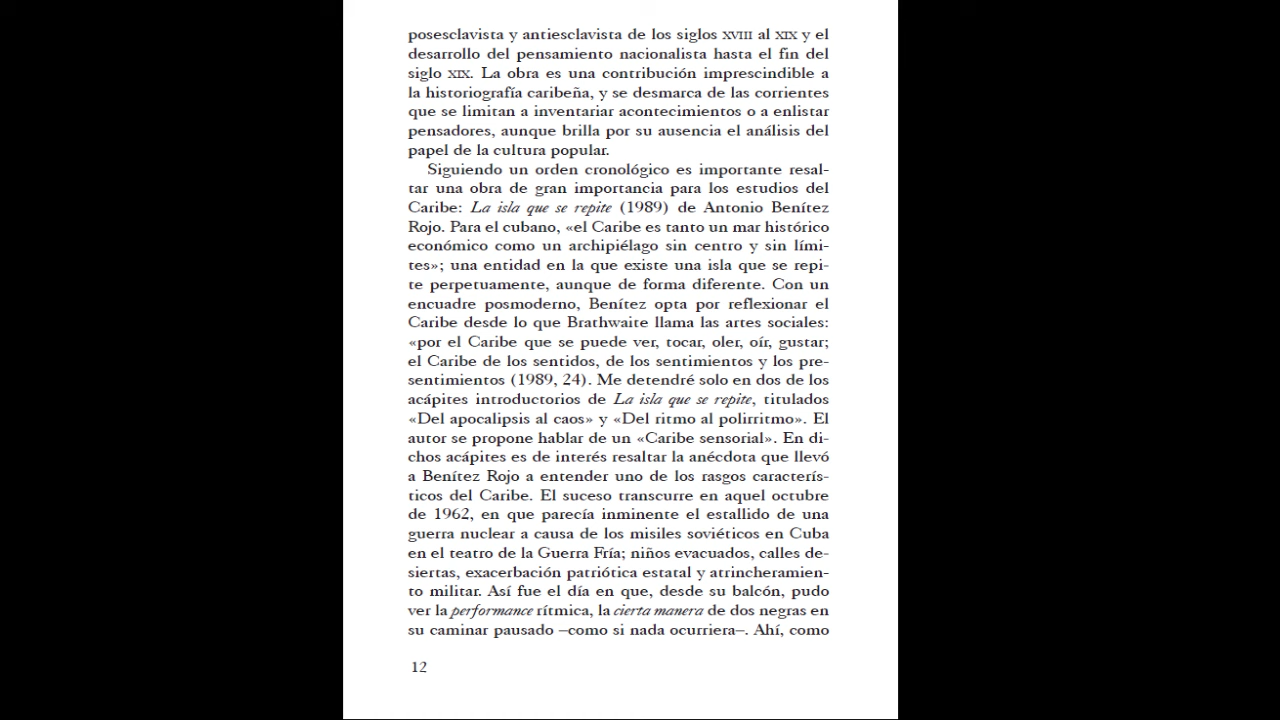 posesclavista y antiesclavista de los siglos XVIII al XIX y el
desarrollo del pensamiento nacionalista hasta el fin del
siglo XIX. La obra es una contribución imprescindible a
la historiografía caribeña, y se desmarca de las corrientes
que se limitan a inventariar acontecimientos o a enlistar
pensadores, aunque brilla por su ausencia el análisis del
papel de la cultura popular.
Siguiendo un orden cronológico es importante resal-
tar una obra de gran importancia para los estudios del
Caribe: La isla que se repite (1989) de Antonio Benítez
Rojo. Para el cubano, «el Caribe es tanto un mar histórico
económico como un archipiélago sin centro y sin lími-
tes»; una entidad en la que existe una isla que se repi-
te perpetuamente, aunque de forma diferente. Con un
encuadre posmoderno, Benítez opta por reflexionar el
Caribe desde lo que Brathwaite llama las artes sociales:
«por el Caribe que se puede ver, tocar, oler, oír, gustar;
el Caribe de los sentidos, de los sentimientos y los pre-
sentimientos (1989, 24). Me detendré solo en dos de los
acápites introductorios de La isla que se repite, titulados
«Del apocalipsis al caos» y «Del ritmo al polirritmo». El
autor se propone hablar de un «Caribe sensorial». En di-
chos acápites es de interés resaltar la anécdota que llevó
a Benítez Rojo a entender uno de los rasgos caracterís-
ticos del Caribe. El suceso transcurre en aquel octubre
de 1962, en que parecía inminente el estallido de una
guerra nuclear a causa de los misiles soviéticos en Cuba
en el teatro de la Guerra Fría; niños evacuados, calles de-
siertas, exacerbación patriótica estatal y atrincheramien-
to militar. Así fue el día en que, desde su balcón, pudo
ver la performance rítmica, la cierta manera de dos negras en
su caminar pausado –como si nada ocurriera–. Ahí, como
12